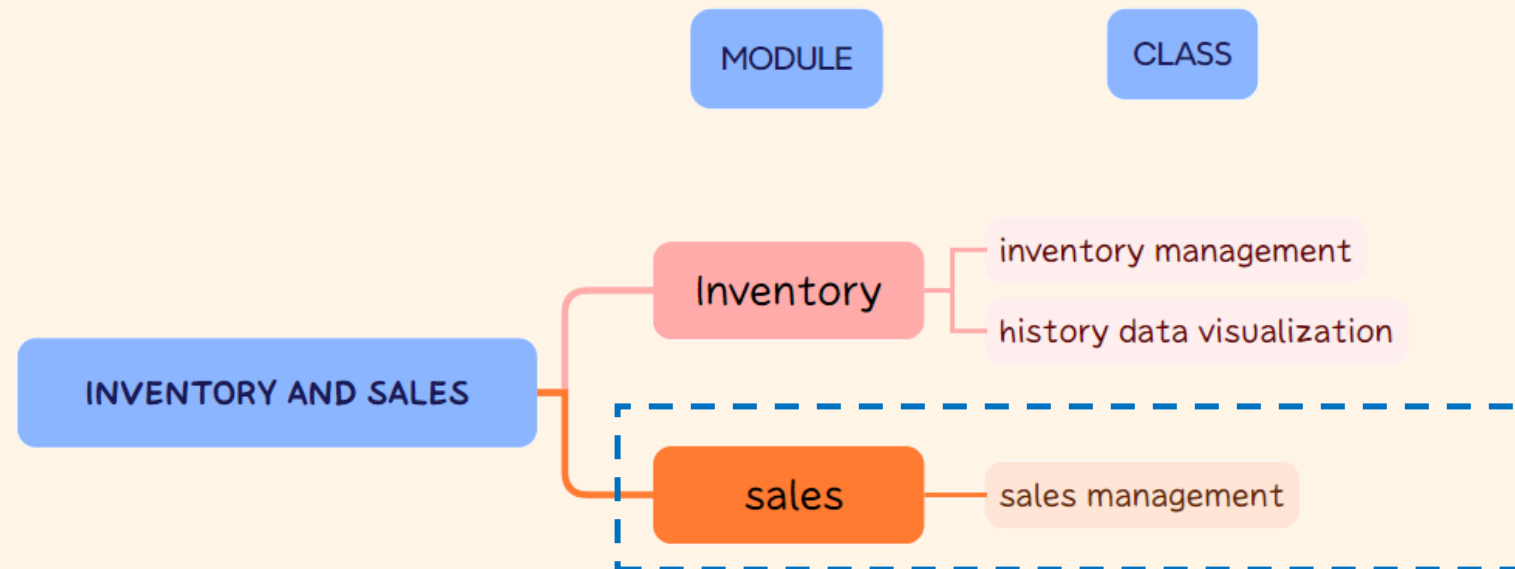 MODULE
CLASS
inventory management
Inventory
history data visualization
INVENTORY AND SALES
sales
sales management